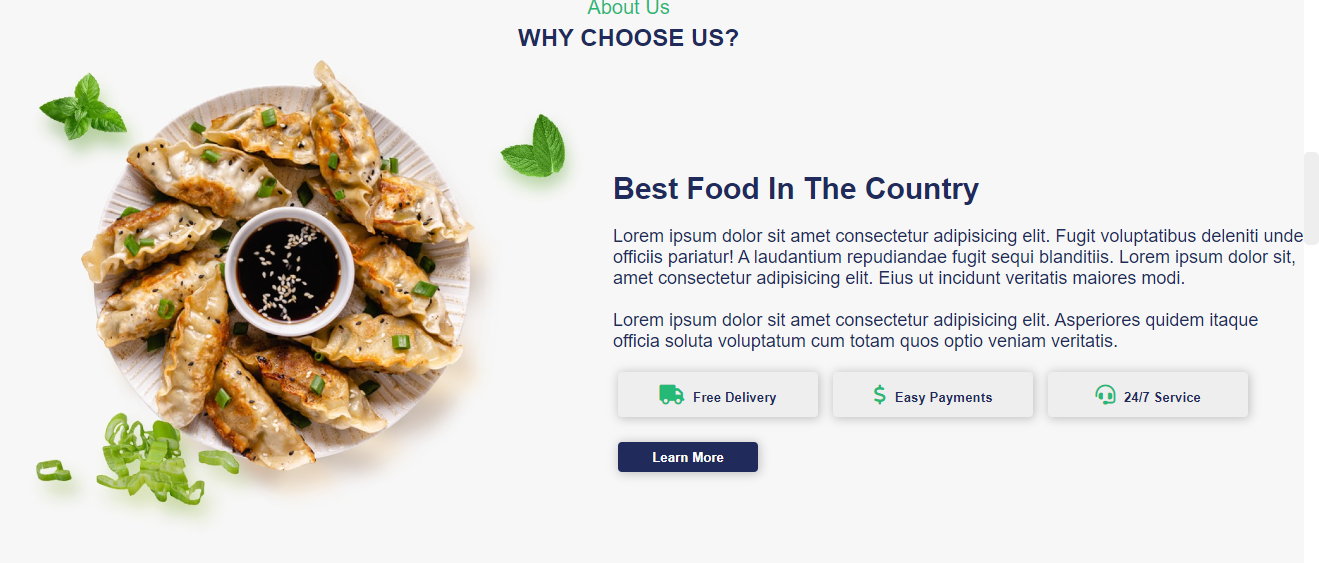 About Us
WHY CHOOSE US?
Best Food In The Country
Lorem ipsum dolor sit amet consectetur adipisicing elit. Fugit voluptatibus deleniti unde
officiis pariatur! A laudantium repudiandae fugit sequi blanditiis. Lorem ipsum dolor sit,
amet consectetur adipisicing elit. Eius ut incidunt veritatis maiores modi.
Lorem ipsum dolor sit amet consectetur adipisicing elit. Asperiores quidem itaque
officia soluta voluptatum cum totam quos optio veniam veritatis.
Free Delivery
Easy Payments
24/7 Service
Learn More